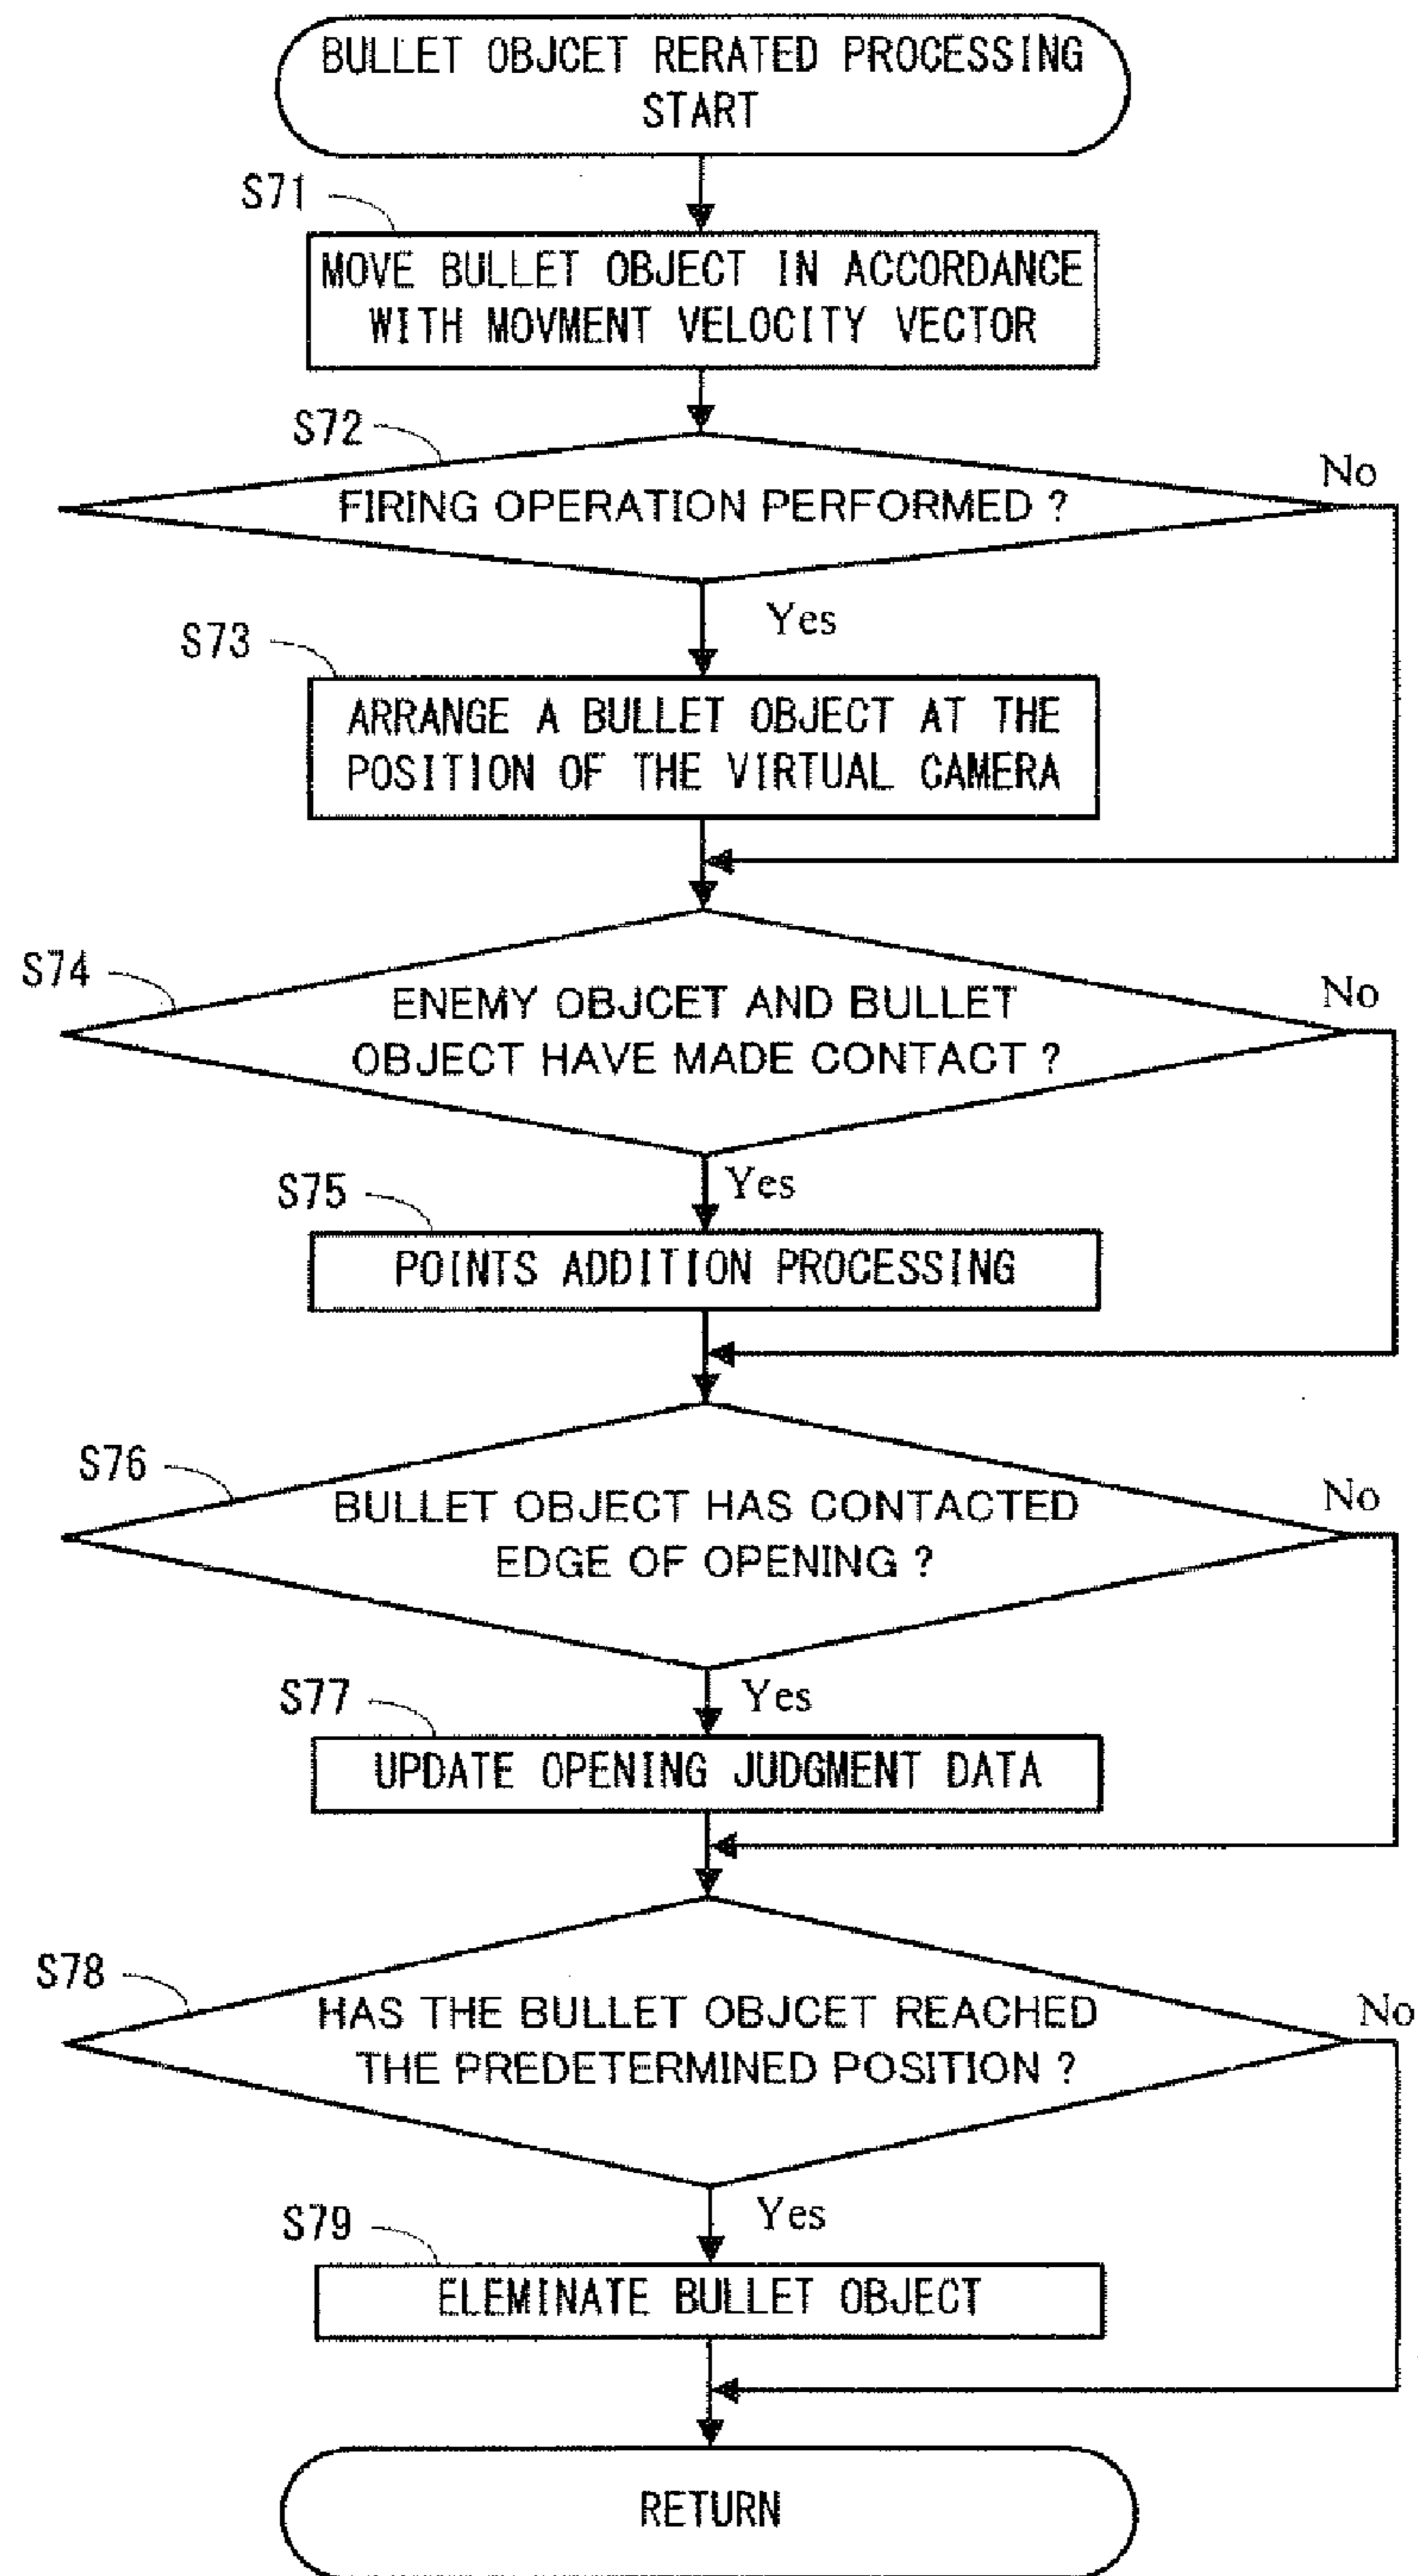 BULLET OBJCET RERATED PROCESSING
START
S71
MOVE BULLET OBJECT IN ACCORDANCE
WITH MOVMENT VELOCITY VECTOR
S72
No
FIRING OPERATION PERFORMED ?
Yes
S73
ARRANGE A BULLET OBJECT AT THE
POSITION OF THE VIRTUAL CAMERA
S74
No
ENEMY OBJCET AND BULLET
OBJECT HAVE MADE CONTACT ?
Yes
S75
POINTS ADDITION PROCESSING
S76
No
BULLET OBJECT HAS CONTACTED
EDGE OF OPENING ?
Yes
S77
UPDATE OPENING JUDGMENT DATA
S78
No
HAS THE BULLET OBJCET REACHED
THE PREDETERMINED POSITION ?
Yes
S79
ELEMINATE BULLET OBJECT
RETURN